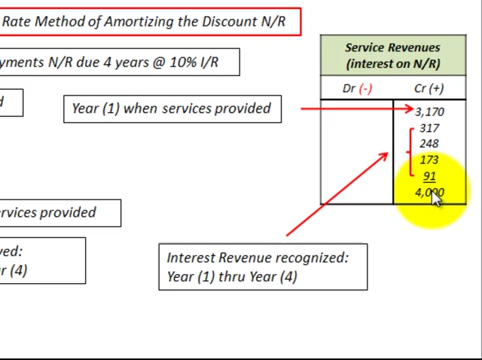 Rate Method of Amortizing the Discount N/R
yments N/R due 4 years @ 10% I/R
d
Year (1) when services provided
Service Revenues
(interest on N/R)
Dr (-) Cr (+)
3,170
317
248
173
91
4,000
ervices provided
ved:
r (4)
Interest Revenue recognized:
Year (1) thru Year (4)